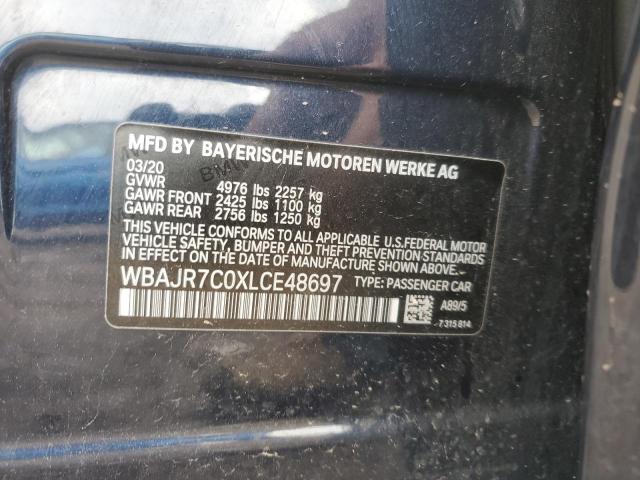 MFD BY BAYERISCHE MOTOREN WERKE AG
03/20
GVWR 4976 lbs 2257 kg
GAWR FRONT 2425 lbs 1100 kg
GAWR REAR 2756 lbs 1250 kg
THIS VEHICLE CONFORMS TO ALL APPLICABLE U.S.FEDERAL MOTOR
VEHICLE SAFETY, BUMPER AND THEFT PREVENTION STANDARDS
IN EFFECT ON THE DATE OF MANUFACTURE SHOWN ABOVE.
WBAJR7C0XLCE48697 TYPE: PASSENGER CAR
A89/5
7315814